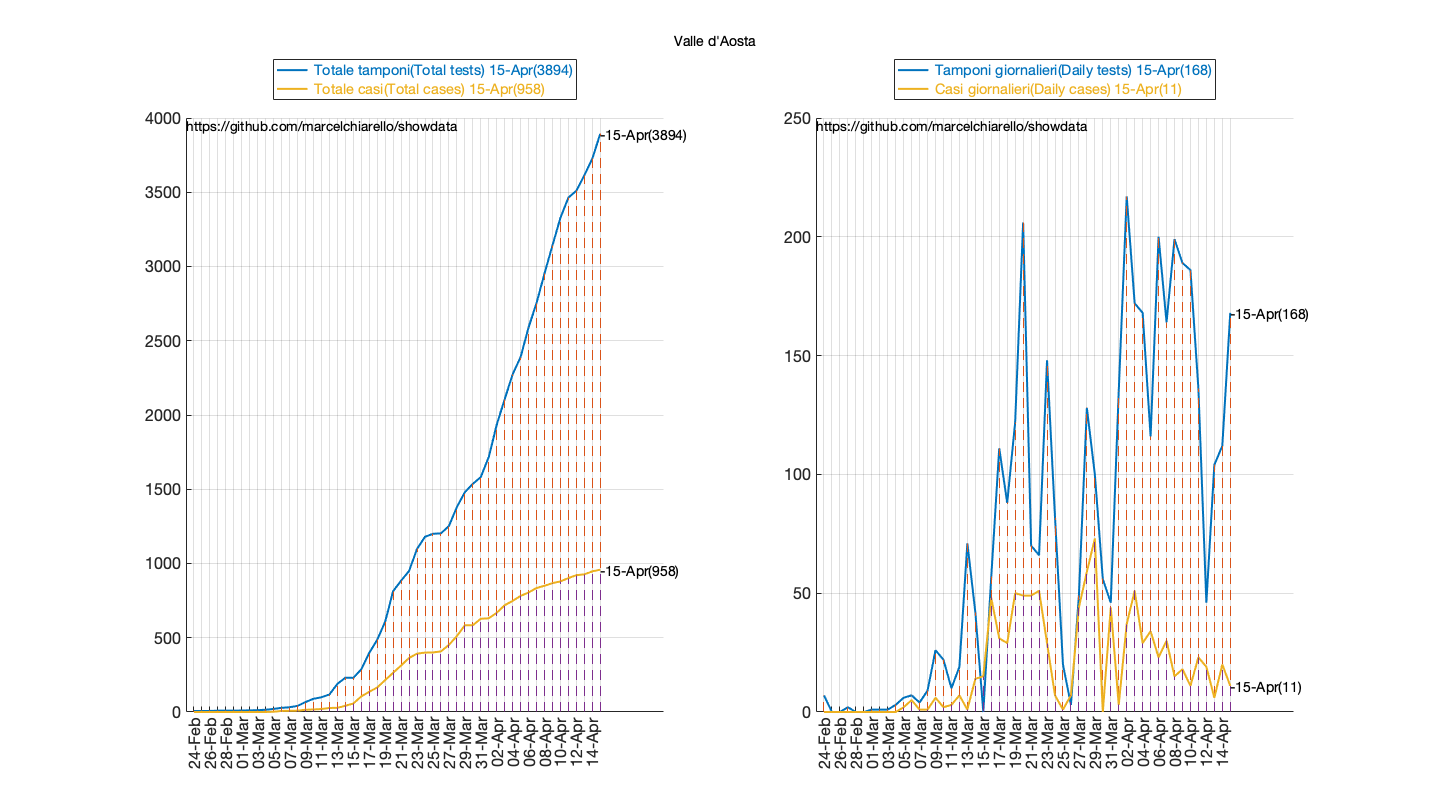 Valle d'Aosta
Totale tamponi(Total tests) 15-Apr(3894)
Totale casi(Total cases) 15-Apr(958)
https://github.com/marcelchiarello/showdata
4000
3500
3000
2500
2000
1500
1000
500
0
15-Apr(3894)
15-Apr(958)
24-Feb
26-Feb
28-Feb
01-Mar
03-Mar
05-Mar
07-Mar
09-Mar
11-Mar
13-Mar
15-Mar
17-Mar
19-Mar
21-Mar
23-Mar
25-Mar
27-Mar
29-Mar
31-Mar
02-Apr
04-Apr
06-Apr
08-Apr
10-Apr
12-Apr
14-Apr
Tamponi giornalieri(Daily tests) 15-Apr(168)
Casi giornalieri(Daily cases) 15-Apr(11)
https://github.com/marcelchiarello/showdata
250
200
150
100
50
0
15-Apr(168)
15-Apr(11)
24-Feb
26-Feb
28-Feb
01-Mar
03-Mar
05-Mar
07-Mar
09-Mar
11-Mar
13-Mar
15-Mar
17-Mar
19-Mar
21-Mar
23-Mar
25-Mar
27-Mar
29-Mar
31-Mar
02-Apr
04-Apr
06-Apr
08-Apr
10-Apr
12-Apr
14-Apr